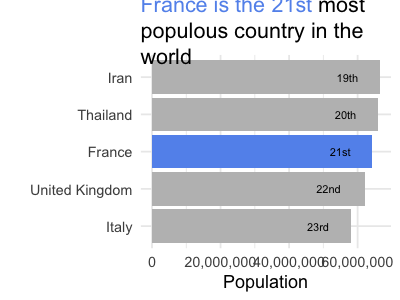 France is the 21st most
populous country in the
world
Iran 19th
Thailand 20th
France 21st
United Kingdom 22nd
Italy 23rd
0 20,000,000 40,000,000 60,000,000
Population